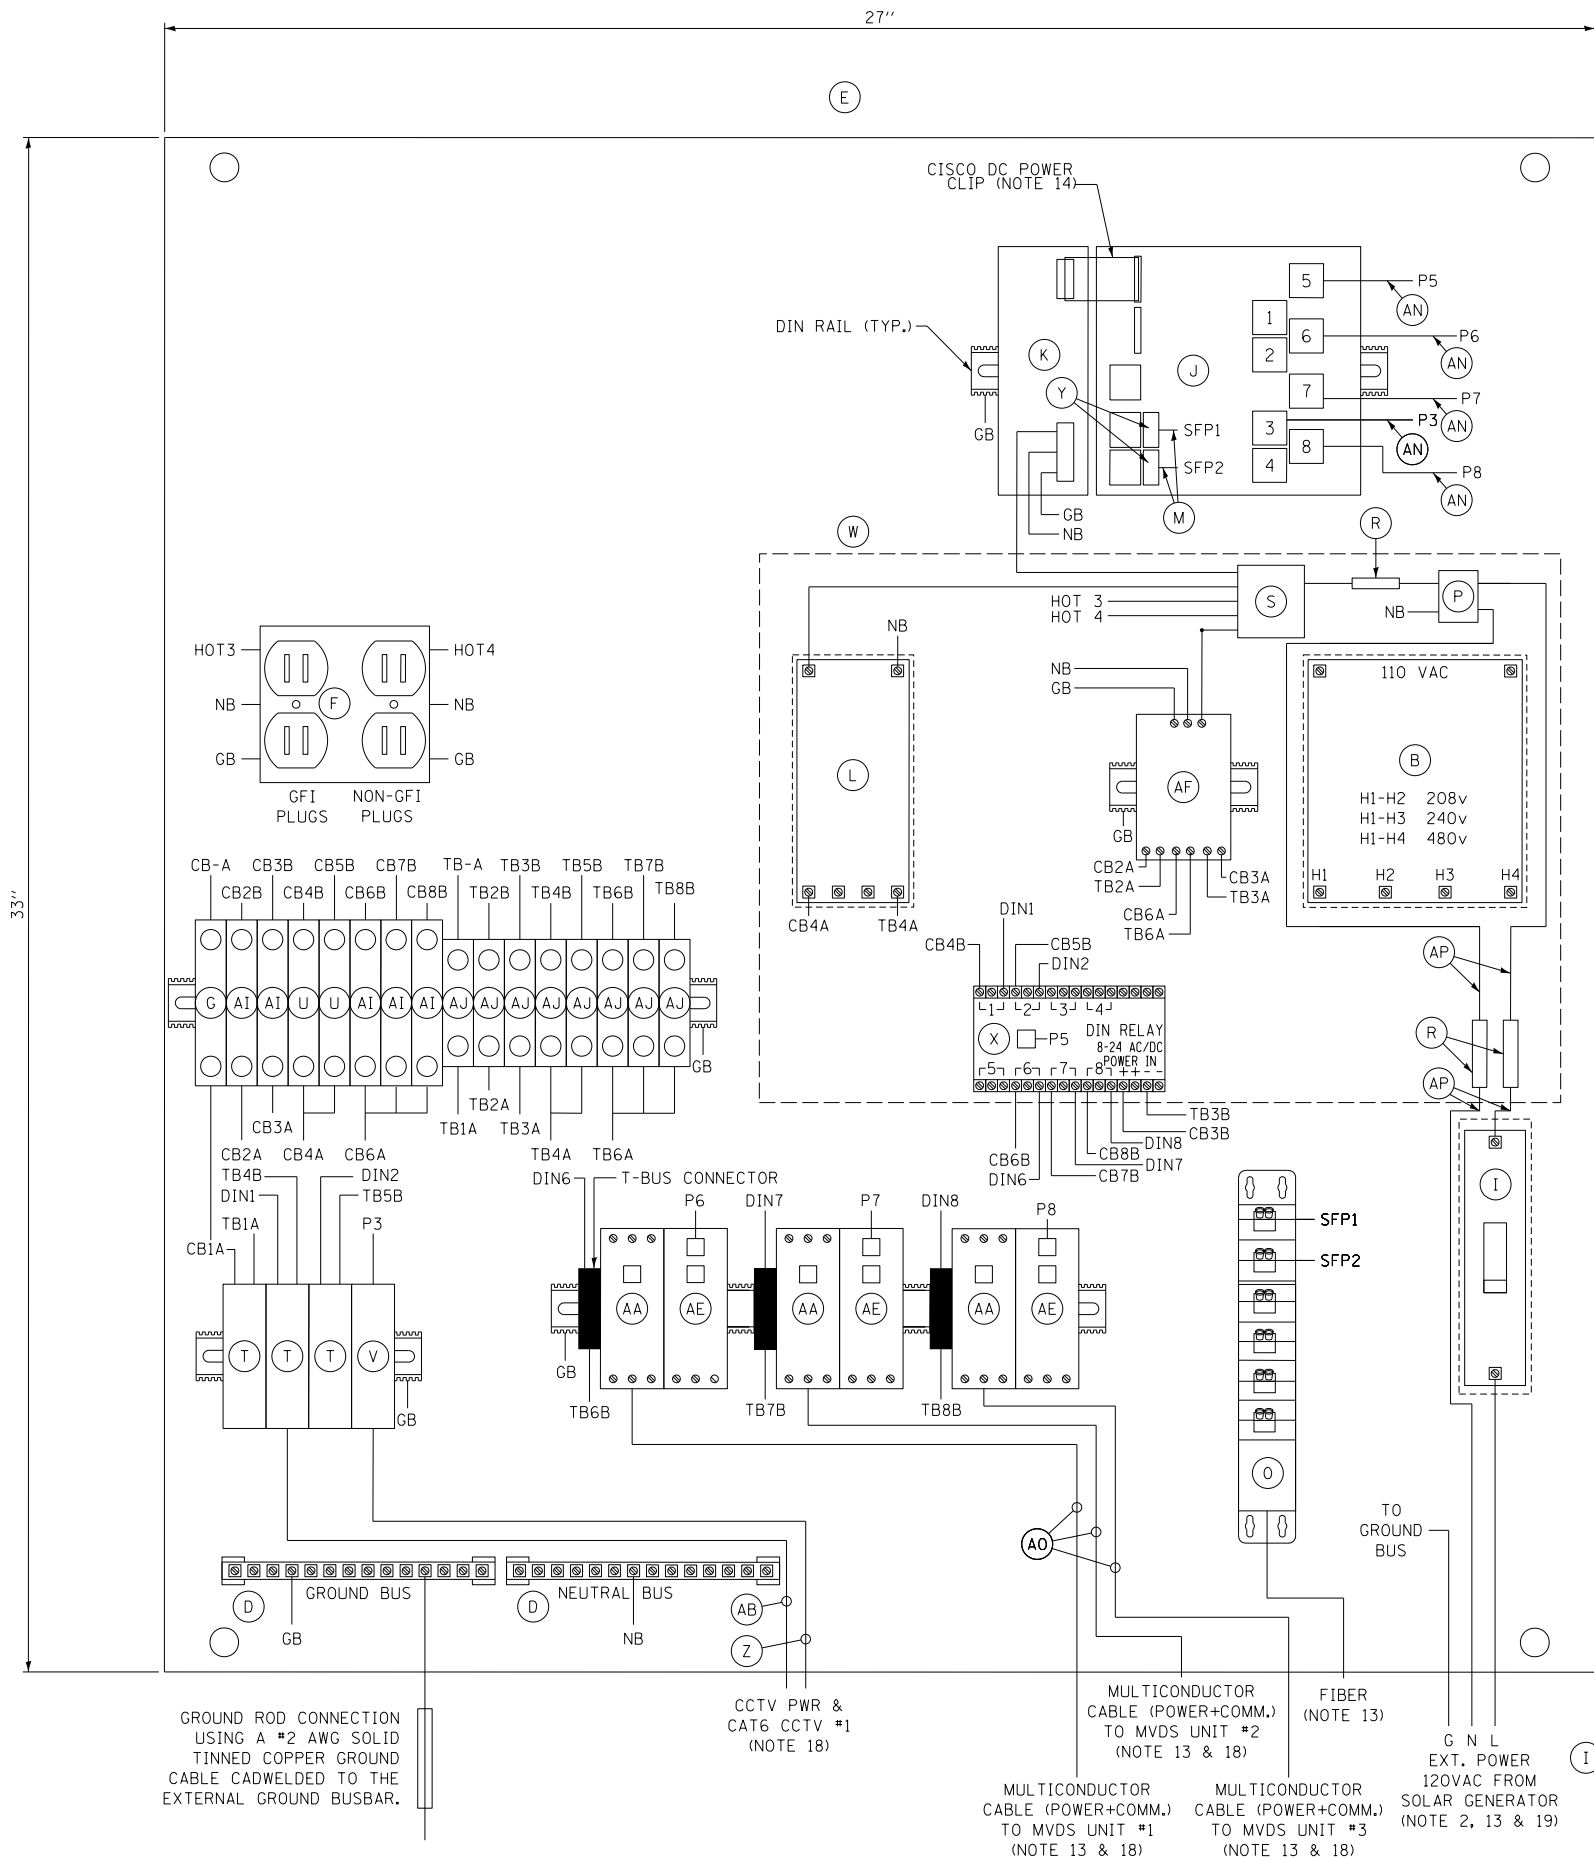 27''
E
33''
CISCO DC POWER
CLIP (NOTE 14)
DIN RAIL (TYP.)
GB
K
J
Y
M
SFP1
SFP2
GB
NB
1
2
3
4
5
6
7
8
P5
AN
P6
AN
P7
AN
P3
AN
P8
AN
W
R
S
P
NB
HOT 3
HOT 4
NB
NB
GB
HOT3
HOT4
NB
F
NB
GB
GB
GFI
PLUGS
NON-GFI
PLUGS
L
CB4A
TB4A
AF
GB
CB2A
TB2A
CB6A
TB6A
CB3A
TB3A
110 VAC
B
H1-H2 208v
H1-H3 240v
H1-H4 480v
H1
H2
H3
H4
CB-A
CB3B
CB5B
CB7B
TB-A
TB3B
TB5B
TB7B
CB2B
CB4B
CB6B
CB8B
TB2B
TB4B
TB6B
TB8B
G
AI
AI
U
U
AI
AI
AI
AJ
AJ
AJ
AJ
AJ
AJ
AJ
AJ
GB
CB2A
CB3A
CB4A
CB6A
TB1A
TB2A
TB3A
TB4A
TB6A
DIN1
CB4B
CB5B
DIN2
1
2
3
4
X
P5
DIN RELAY
8-24 AC/DC
POWER IN
5
6
7
8
++--
TB3B
CB3B
DIN8
CB8B
DIN7
CB7B
CB6B
DIN6
AP
R
AP
I
TB4B
DIN1
TB1A
CB1A
DIN2
TB5B
P3
T
T
T
V
GB
DIN6
T-BUS CONNECTOR
P6
DIN7
P7
DIN8
P8
AA
AE
AA
AE
AA
AE
GB
TB6B
TB7B
TB8B
SFP1
SFP2
O
AO
TO
GROUND
BUS
GROUND BUS
D
GB
NEUTRAL BUS
D
NB
AB
Z
GROUND ROD CONNECTION
USING A #2 AWG SOLID
TINNED COPPER GROUND
CABLE CADWELDED TO THE
EXTERNAL GROUND BUSBAR.
CCTV PWR &
CAT6 CCTV #1
(NOTE 18)
MULTICONDUCTOR
CABLE (POWER+COMM.)
TO MVDS UNIT #1
(NOTE 13 & 18)
MULTICONDUCTOR
CABLE (POWER+COMM.)
TO MVDS UNIT #2
(NOTE 13 & 18)
MULTICONDUCTOR
CABLE (POWER+COMM.)
TO MVDS UNIT #3
(NOTE 13 & 18)
FIBER
(NOTE 13)
G N L
EXT. POWER
120VAC FROM
SOLAR GENERATOR
(NOTE 2, 13 & 19)
I